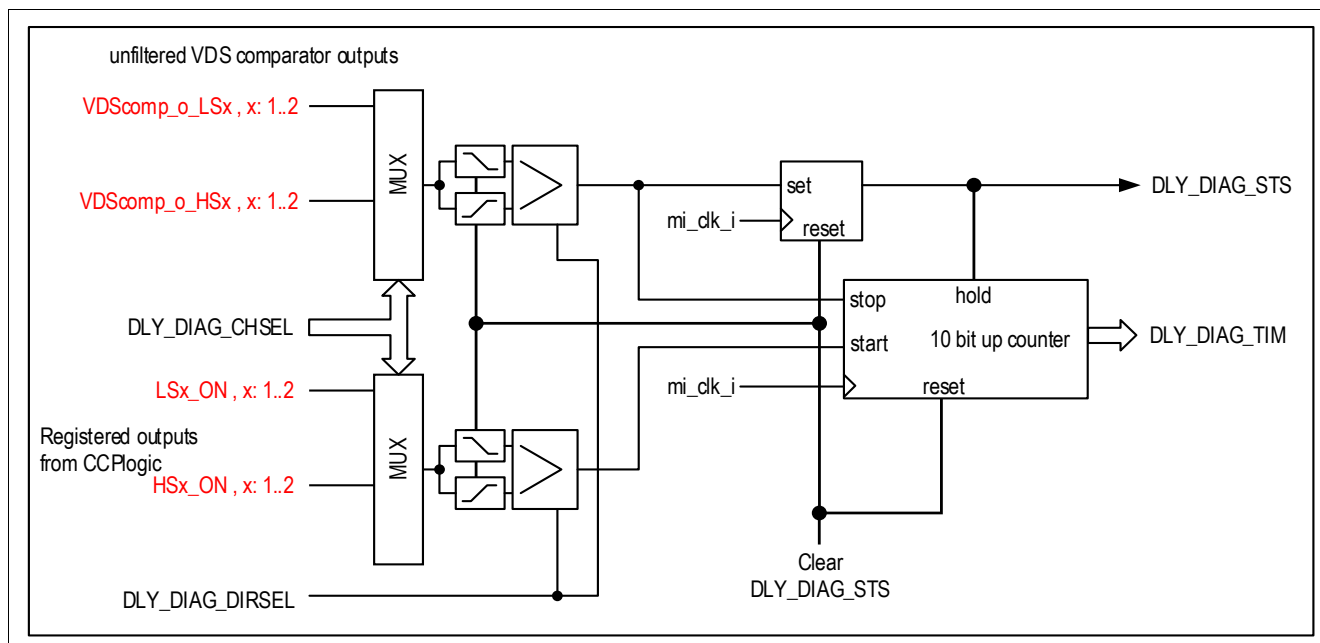 unfiltered VDS comparator outputs
VDScomp_o_LSx , x: 1..2
MUX
VDScomp_o_HSx , x: 1..2
set
DLY_DIAG_STS
mi_clk_i
reset
DLY_DIAG_CHSEL
stop
hold
start
10 bit up counter
DLY_DIAG_TIM
LSx_ON , x: 1..2
mi_clk_i
reset
Registered outputs
from CCPlogic
MUX
HSx_ON , x: 1..2
Clear
DLY_DIAG_STS
DLY_DIAG_DIRSEL